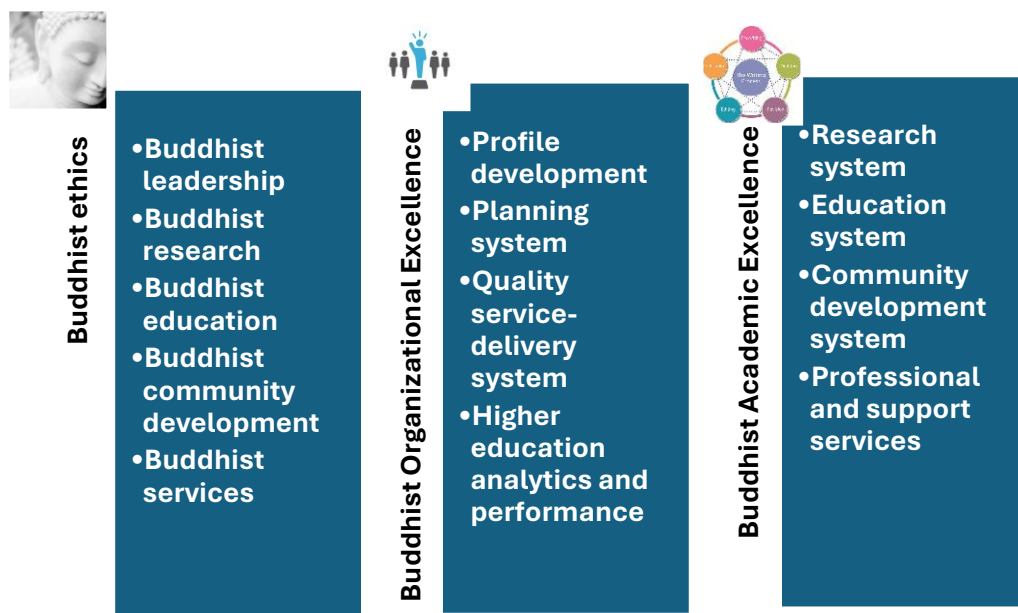 Buddhist ethics
•Buddhist
leadership
•Buddhist
research
•Buddhist
education
•Buddhist
community
development
•Buddhist
services
Buddhist Organizational Excellence
•Profile
development
•Planning
system
•Quality
service-
delivery
system
•Higher
education
analytics and
performance
Buddhist Academic Excellence
•Research
system
•Education
system
•Community
development
system
•Professional
and support
services